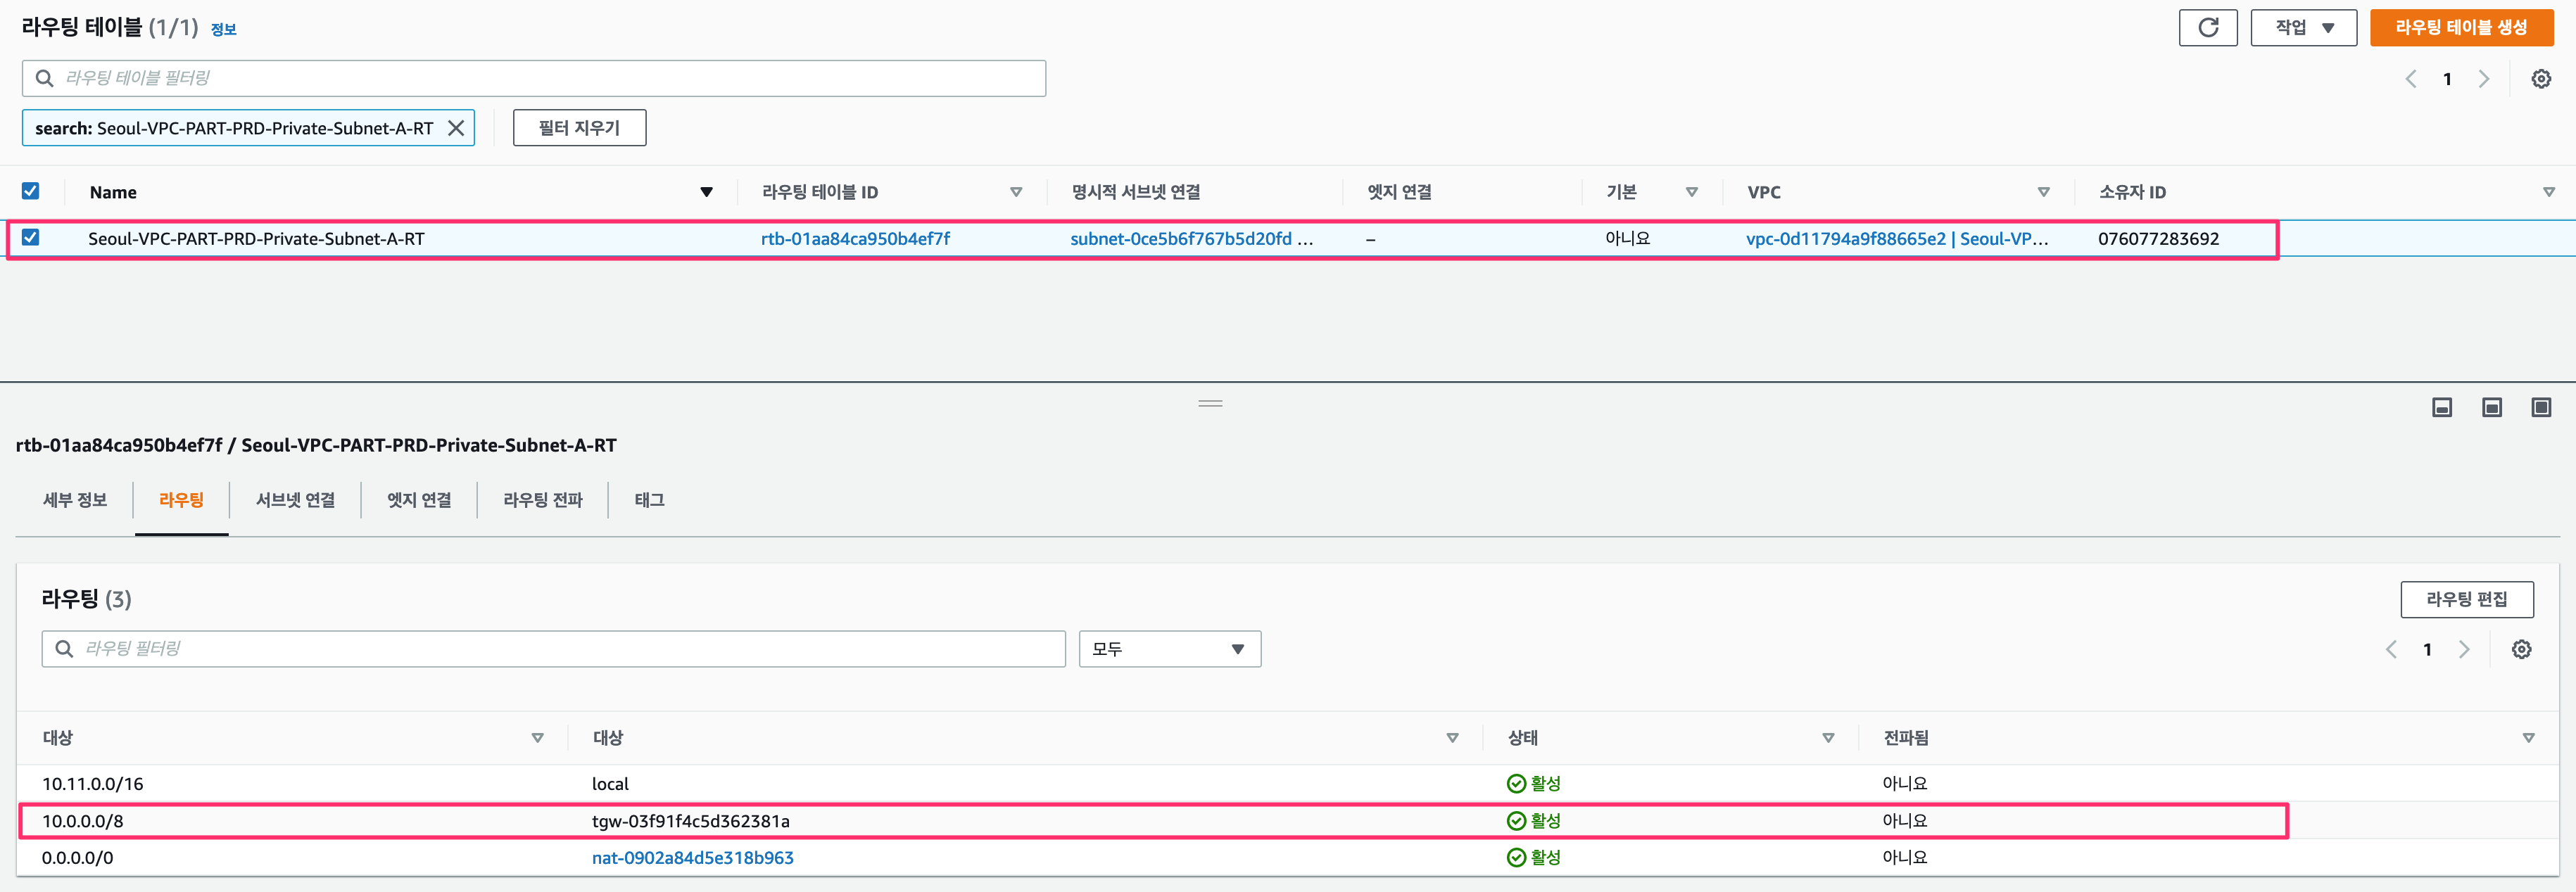 라우팅 테이블 (1/1) 정보
작업
라우팅 테이블 생성
라우팅 테이블 필터링
1
search: Seoul-VPC-PART-PRD-Private-Subnet-A-RT
필터 지우기
Name 라우팅 테이블 ID 명시적 서브넷 연결 엣지 연결 기본 VPC 소유자 ID
Seoul-VPC-PART-PRD-Private-Subnet-A-RT rtb-01aa84ca950b4ef7f subnet-0ce5b6f767b5d20fd ... – 아니요 vpc-0d11794a9f88665e2 | Seoul-VP... 076077283692
rtb-01aa84ca950b4ef7f / Seoul-VPC-PART-PRD-Private-Subnet-A-RT
세부 정보 라우팅 서브넷 연결 엣지 연결 라우팅 전파 태그
라우팅 (3)
라우팅 편집
라우팅 필터링
모두
1
대상 대상 상태 전파됨
10.11.0.0/16 local 활성 아니요
10.0.0.0/8 tgw-03f91f4c5d362381a 활성 아니요
0.0.0.0/0 nat-0902a84d5e318b963 활성 아니요